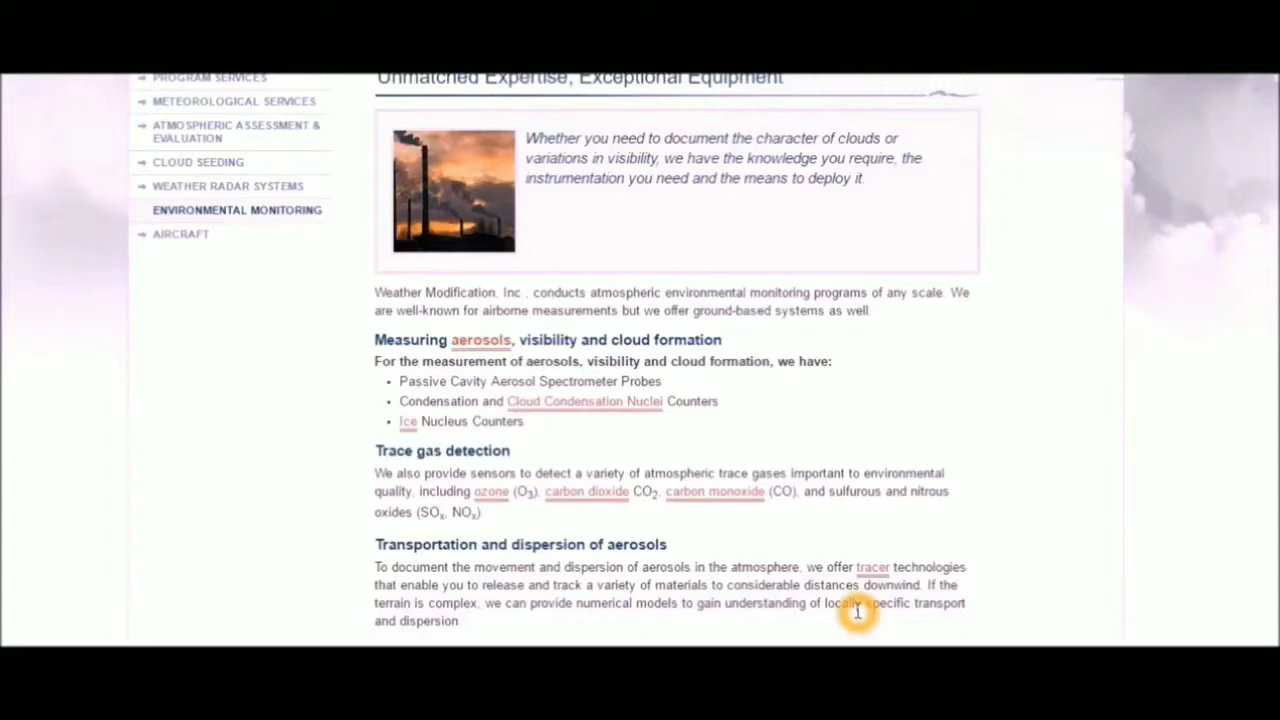 PROGRAM SERVICES
METEOROLOGICAL SERVICES
ATMOSPHERIC ASSESSMENT &
EVALUATION
CLOUD SEEDING
WEATHER RADAR SYSTEMS
ENVIRONMENTAL MONITORING
AIRCRAFT
Unmatched Expertise, Exceptional Equipment
Whether you need to document the character of clouds or
variations in visibility, we have the knowledge you require, the
instrumentation you need and the means to deploy it.
Weather Modification, Inc., conducts atmospheric environmental monitoring programs of any scale. We
are well-known for airborne measurements but we offer ground-based systems as well.
Measuring aerosols, visibility and cloud formation
For the measurement of aerosols, visibility and cloud formation, we have:
• Passive Cavity Aerosol Spectrometer Probes
• Condensation and Cloud Condensation Nuclei Counters
• Ice Nucleus Counters
Trace gas detection
We also provide sensors to detect a variety of atmospheric trace gases important to environmental
quality, including ozone (O3), carbon dioxide CO2, carbon monoxide (CO), and sulfurous and nitrous
oxides (SOx, NOx).
Transportation and dispersion of aerosols
To document the movement and dispersion of aerosols in the atmosphere, we offer tracer technologies
that enable you to release and track a variety of materials to considerable distances downwind. If the
terrain is complex, we can provide numerical models to gain understanding of locally specific transport
and dispersion.